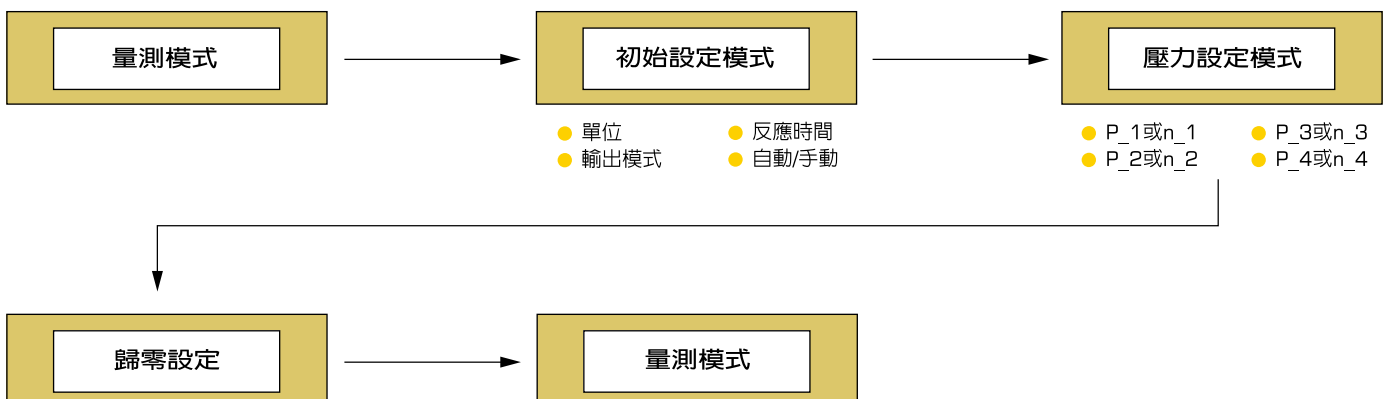 量測模式
初始設定模式
壓力設定模式
單位
反應時間
輸出模式
自動/手動
P_1或n_1
P_3或n_3
P_2或n_2
P_4或n_4
歸零設定
量測模式